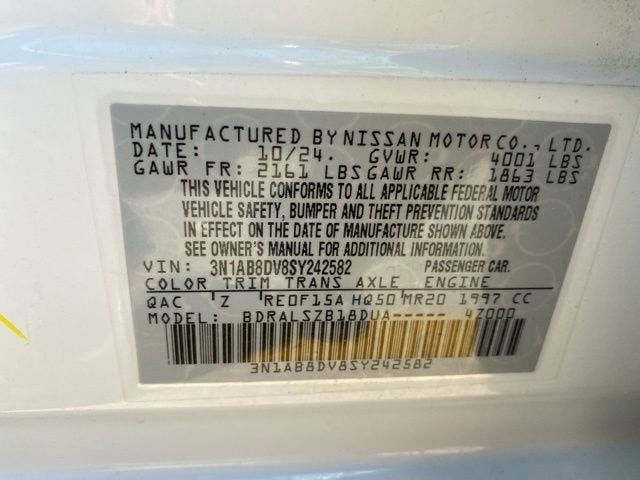 MANUFACTURED BY NISSAN MOTOR CO., LTD.
DATE: 10/24. GVWR: 4001 LBS
GAWR FR: 2161 LBS GAWR RR: 1863 LBS
THIS VEHICLE CONFORMS TO ALL APPLICABLE FEDERAL MOTOR
VEHICLE SAFETY, BUMPER AND THEFT PREVENTION STANDARDS
IN EFFECT ON THE DATE OF MANUFACTURE SHOWN ABOVE.
SEE OWNER'S MANUAL FOR ADDITIONAL INFORMATION.
VIN: 3N1AB8DV8SY242582 PASSENGER CAR.
COLOR TRIM TRANS AXLE ENGINE
QAC Z RE0F15A HQ50 MR20 1997 CC
MODEL: BDRALSZB18DUA----- 4Z000
3N1AB8DV8SY242582